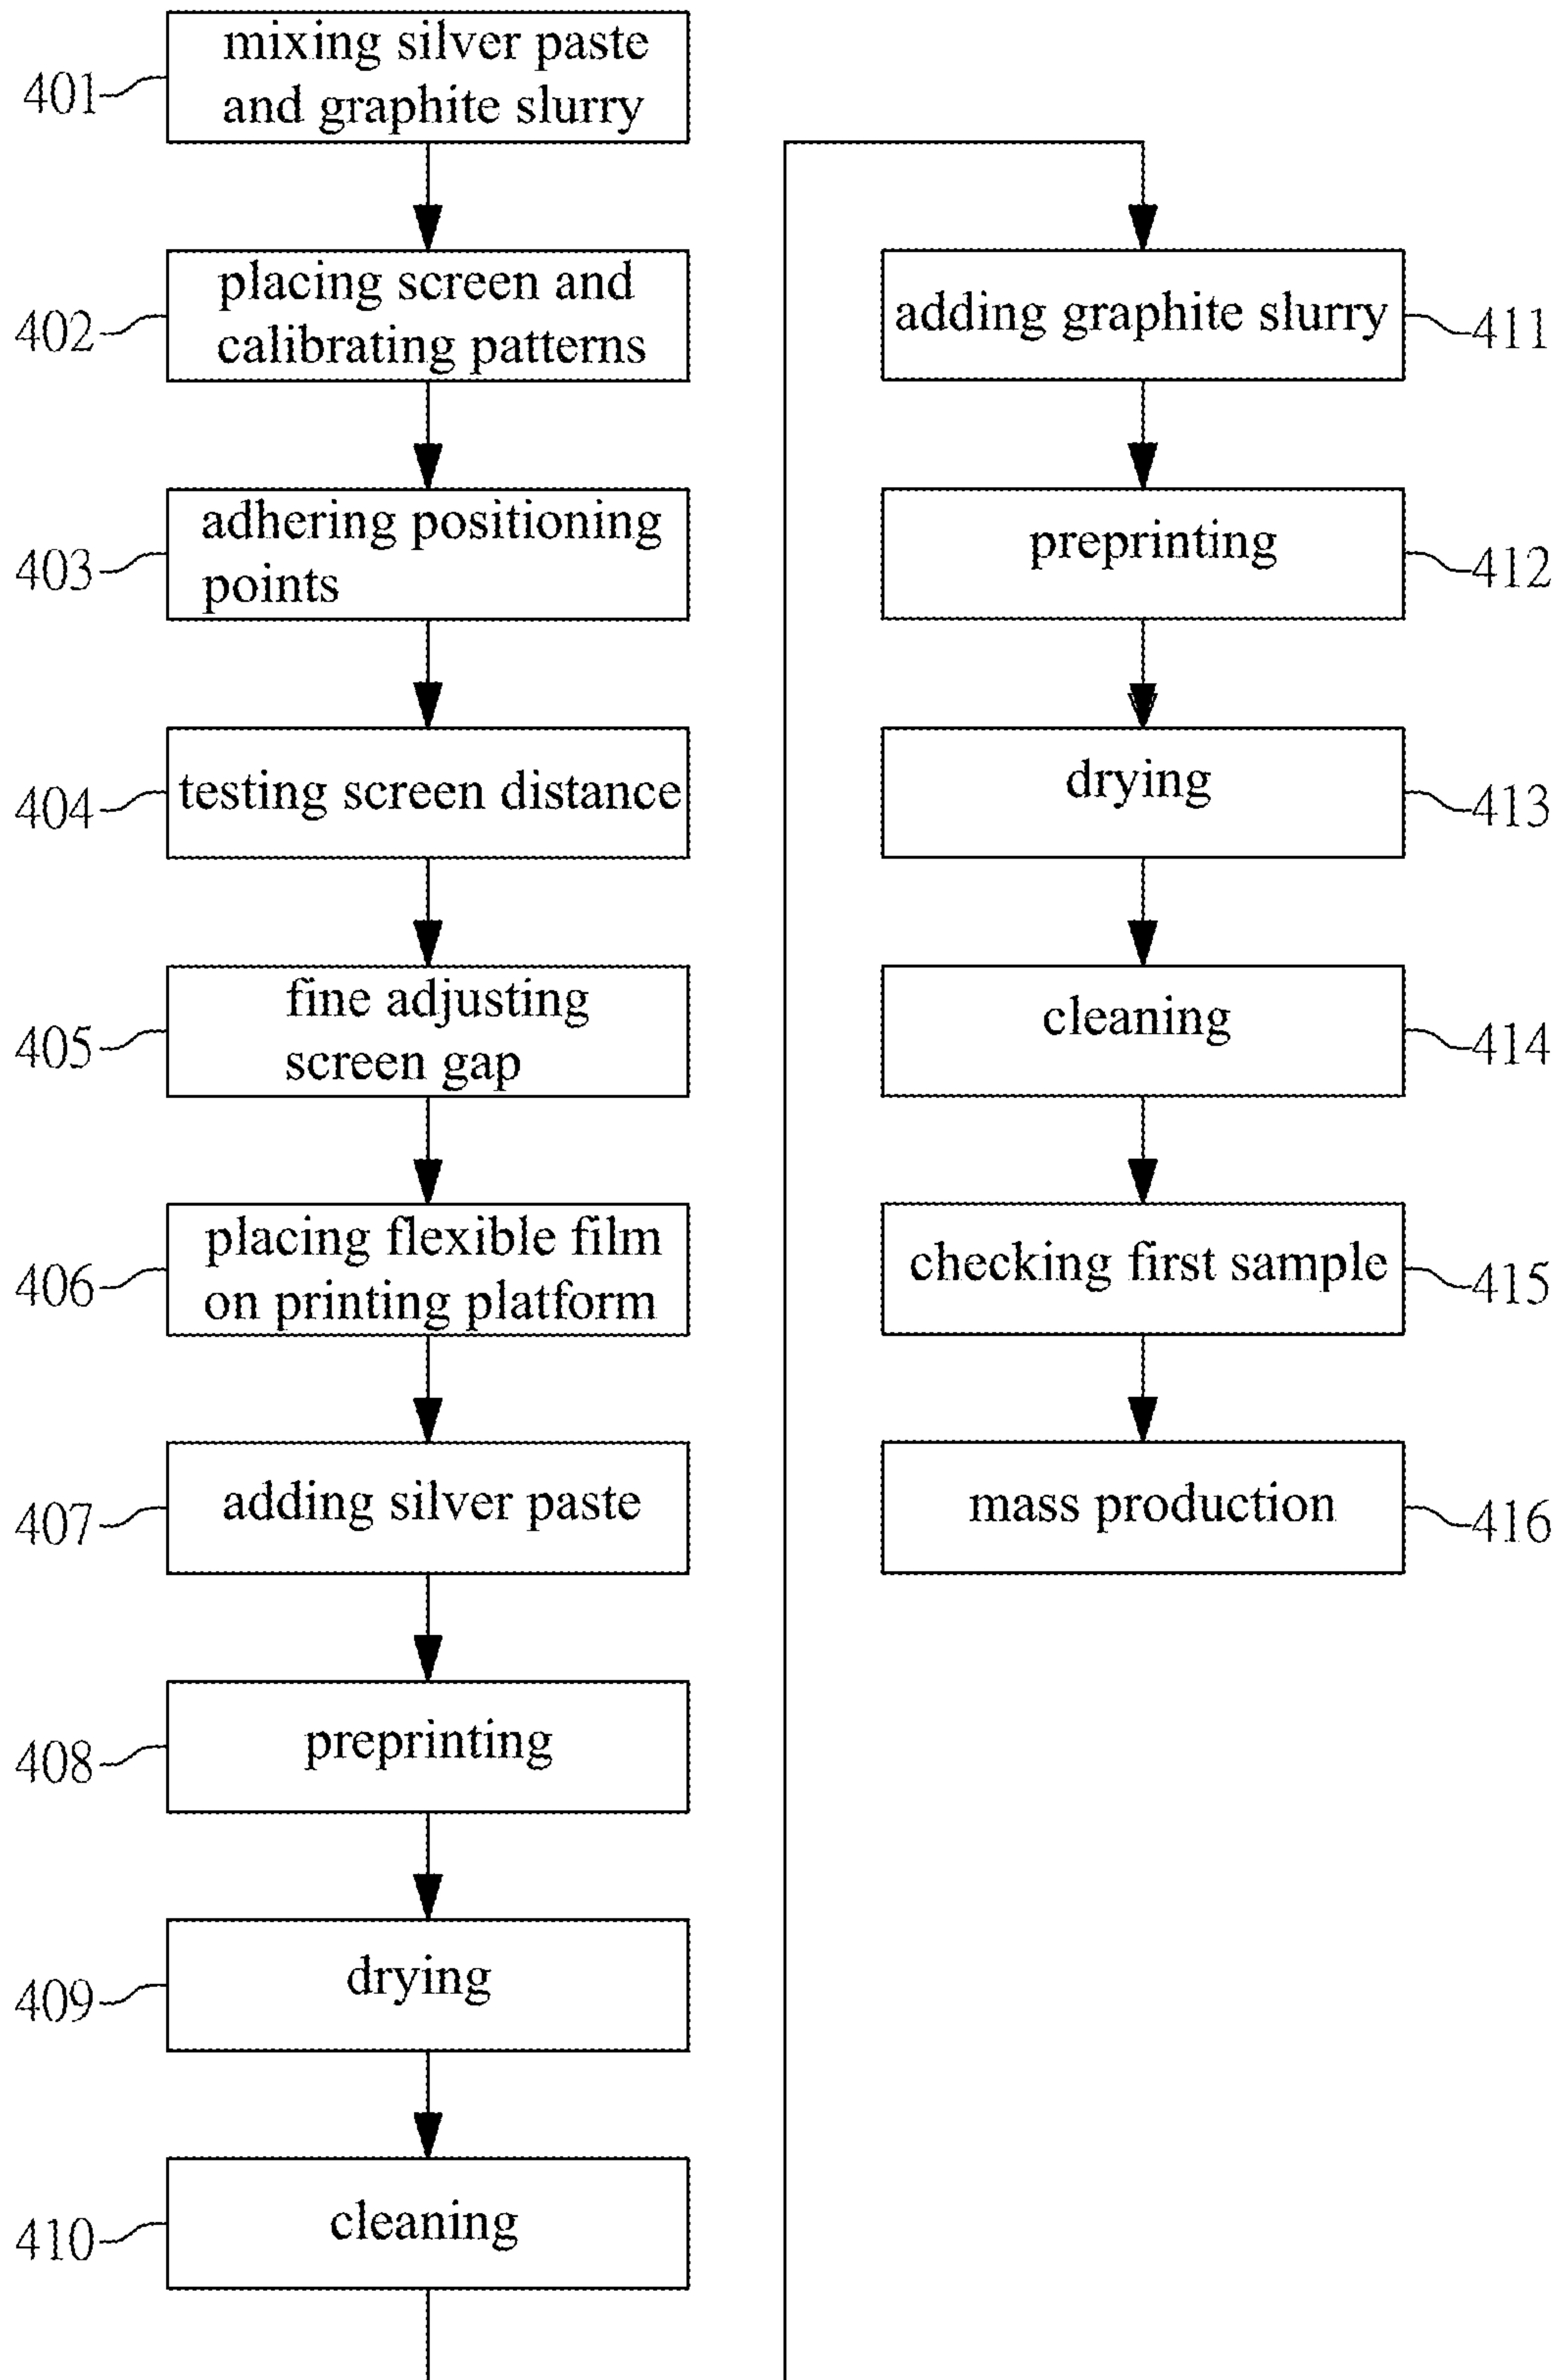 401
mixing silver paste
and graphite slurry
402
placing screen and
calibrating patterns
403
adhering positioning
points
404
testing screen distance
405
fine adjusting
screen gap
406
placing flexible film
on printing platform
407
adding silver paste
408
preprinting
409
drying
410
cleaning
adding graphite slurry
411
preprinting
412
drying
413
cleaning
414
checking first sample
415
mass production
416